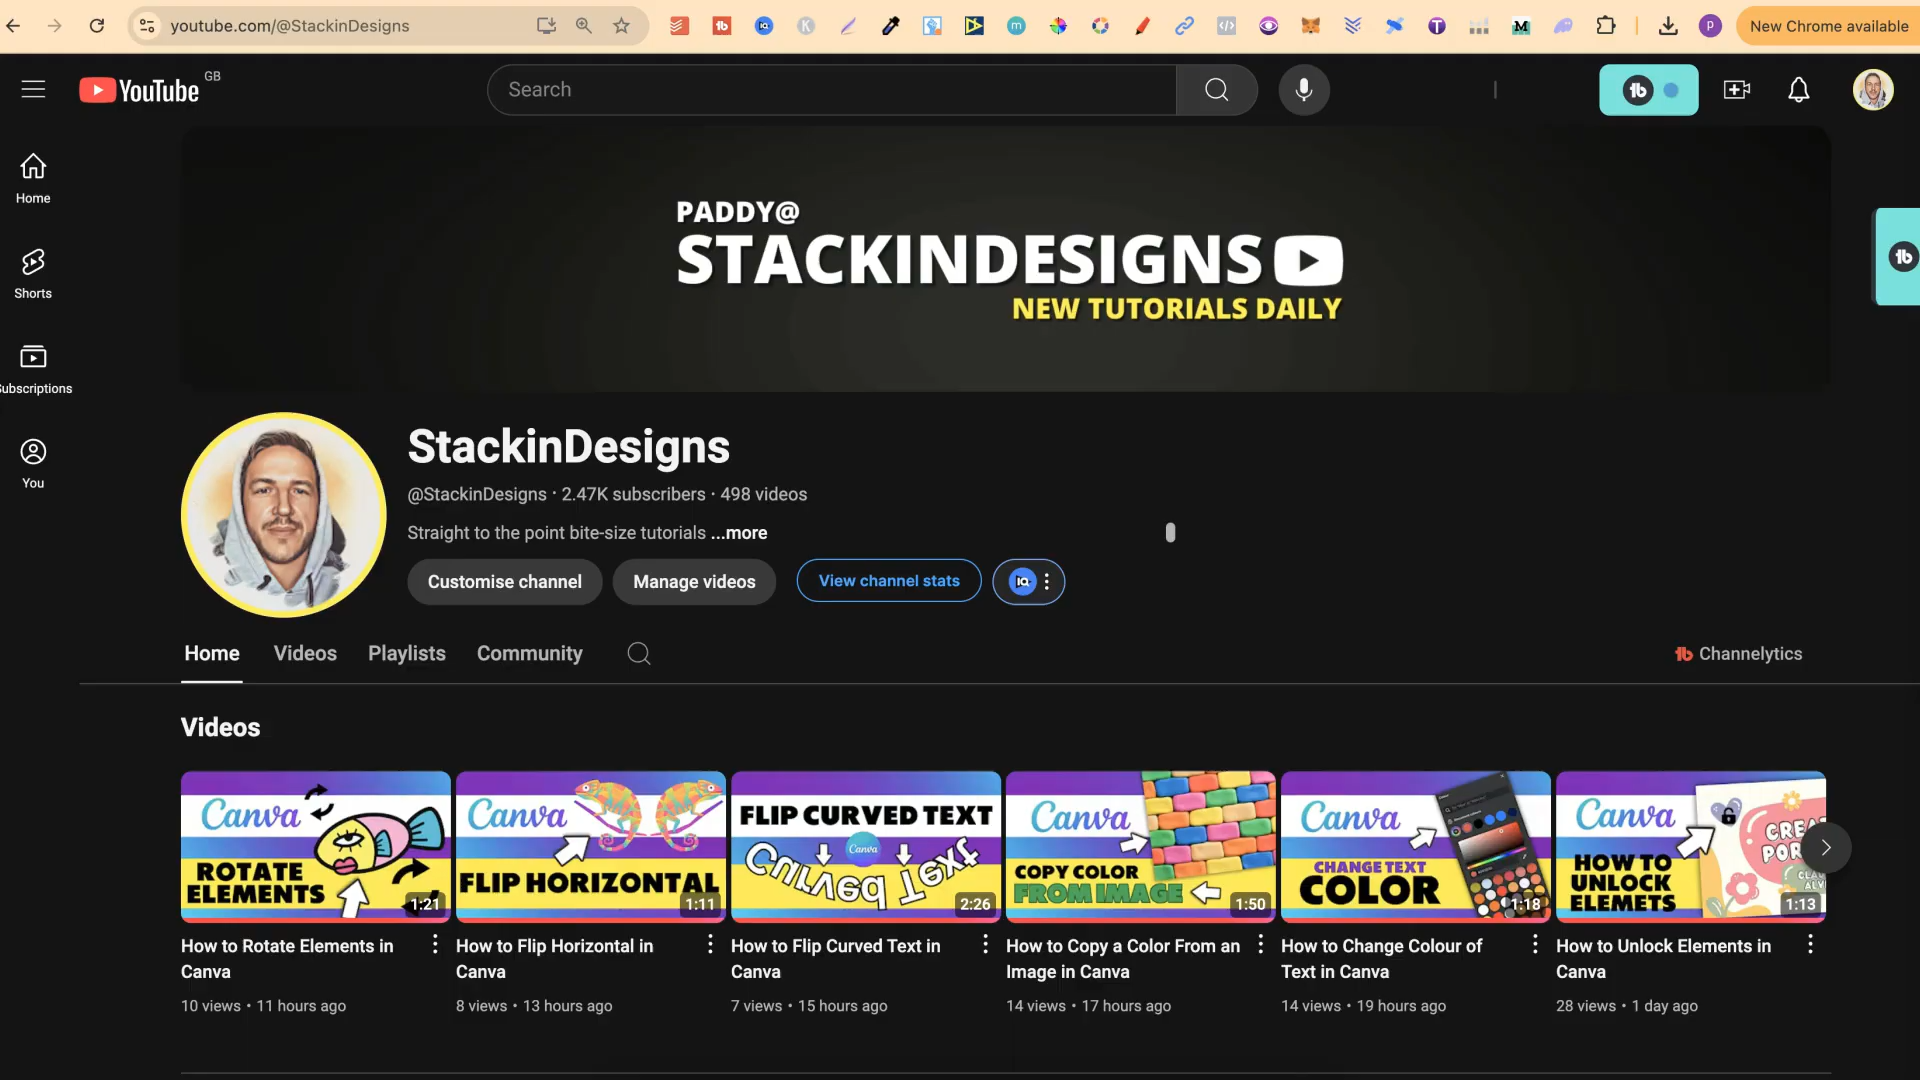 youtube.com/@StackinDesigns
New Chrome available
YouTube GB
Search
Home
Shorts
Subscriptions
You
PADDY@
STACKINDESIGNS
NEW TUTORIALS DAILY
StackinDesigns
@StackinDesigns · 2.47K subscribers · 498 videos
Straight to the point bite-size tutorials ...more
Customise channel
Manage videos
View channel stats
Home
Videos
Playlists
Community
Channelytics
Videos
Canva
ROTATE
ELEMENTS
1:21
Canva
FLIP HORIZONTAL
1:11
FLIP CURVED TEXT
Canva
Curved Text
2:26
Canva
COPY COLOR
FROM IMAGE
1:50
Canva
CHANGE TEXT
COLOR
1:18
Canva
HOW TO
UNLOCK
ELEMETS
1:13
How to Rotate Elements in
Canva
10 views • 11 hours ago
How to Flip Horizontal in
Canva
8 views • 13 hours ago
How to Flip Curved Text in
Canva
7 views • 15 hours ago
How to Copy a Color From an
Image in Canva
14 views • 17 hours ago
How to Change Colour of
Text in Canva
14 views • 19 hours ago
How to Unlock Elements in
Canva
28 views • 1 day ago